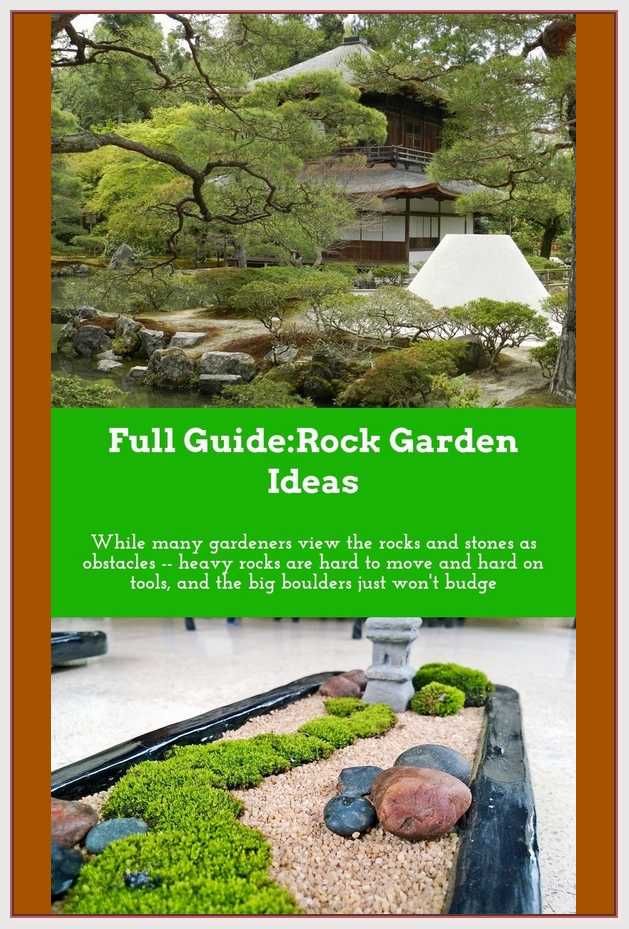 Full Guide:Rock Garden
Ideas
While many gardeners view the rocks and stones as
obstacles -- heavy rocks are hard to move and hard on
tools, and the big boulders just won't budge